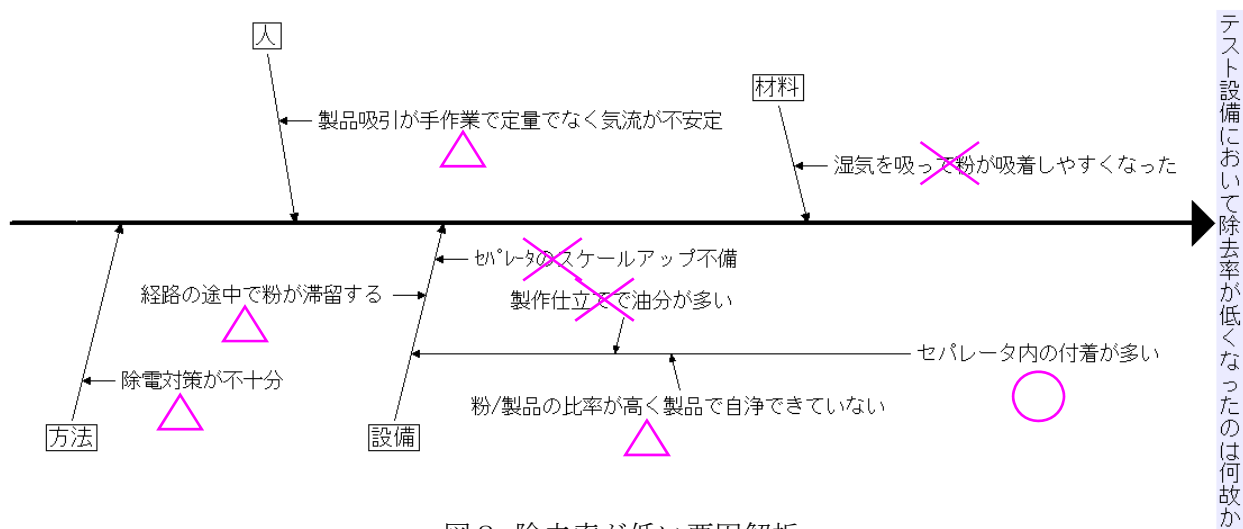 人
製品吸引が手作業で定量でなく気流が不安定
材料
湿気を吸って粉が吸着しやすくなった
ｾﾊﾟﾚｰﾀのスケールアップ不備
経路の途中で粉が滞留する
製作仕立てで油分が多い
セパレータ内の付着が多い
除電対策が不十分
粉/製品の比率が高く製品で自浄できていない
方法
設備
テスト設備において除去率が低くなったのは何故か